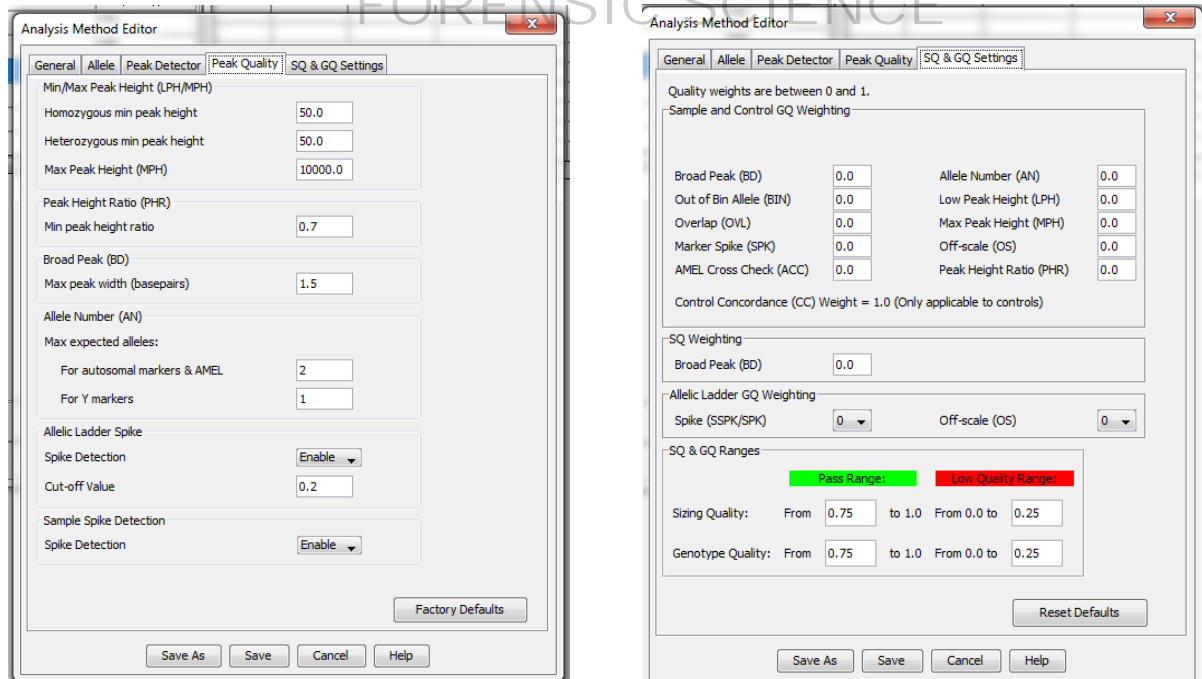 FORENSIC SCIENCE
Analysis Method Editor
General Allele Peak Detector Peak Quality SQ & GQ Settings
Min/Max Peak Height (LPH/MPH)
Homozygous min peak height 50.0
Heterozygous min peak height 50.0
Max Peak Height (MPH) 10000.0
Peak Height Ratio (PHR)
Min peak height ratio 0.7
Broad Peak (BD)
Max peak width (basepairs) 1.5
Allele Number (AN)
Max expected alleles:
For autosomal markers & AMEL 2
For Y markers 1
Allelic Ladder Spike
Spike Detection Enable
Cut-off Value 0.2
Sample Spike Detection
Spike Detection Enable
Factory Defaults
Save As Save Cancel Help
Analysis Method Editor
General Allele Peak Detector Peak Quality SQ & GQ Settings
Quality weights are between 0 and 1.
Sample and Control GQ Weighting
Broad Peak (BD) 0.0 Allele Number (AN) 0.0
Out of Bin Allele (BIN) 0.0 Low Peak Height (LPH) 0.0
Overlap (OVL) 0.0 Max Peak Height (MPH) 0.0
Marker Spike (SPK) 0.0 Off-scale (OS) 0.0
AMEL Cross Check (ACC) 0.0 Peak Height Ratio (PHR) 0.0
Control Concordance (CC) Weight = 1.0 (Only applicable to controls)
SQ Weighting
Broad Peak (BD) 0.0
Allelic Ladder GQ Weighting
Spike (SSPK/SPK) 0 Off-scale (OS) 0
SQ & GQ Ranges
Pass Range: Low Quality Range:
Sizing Quality: From 0.75 to 1.0 From 0.0 to 0.25
Genotype Quality: From 0.75 to 1.0 From 0.0 to 0.25
Reset Defaults
Save As Save Cancel Help